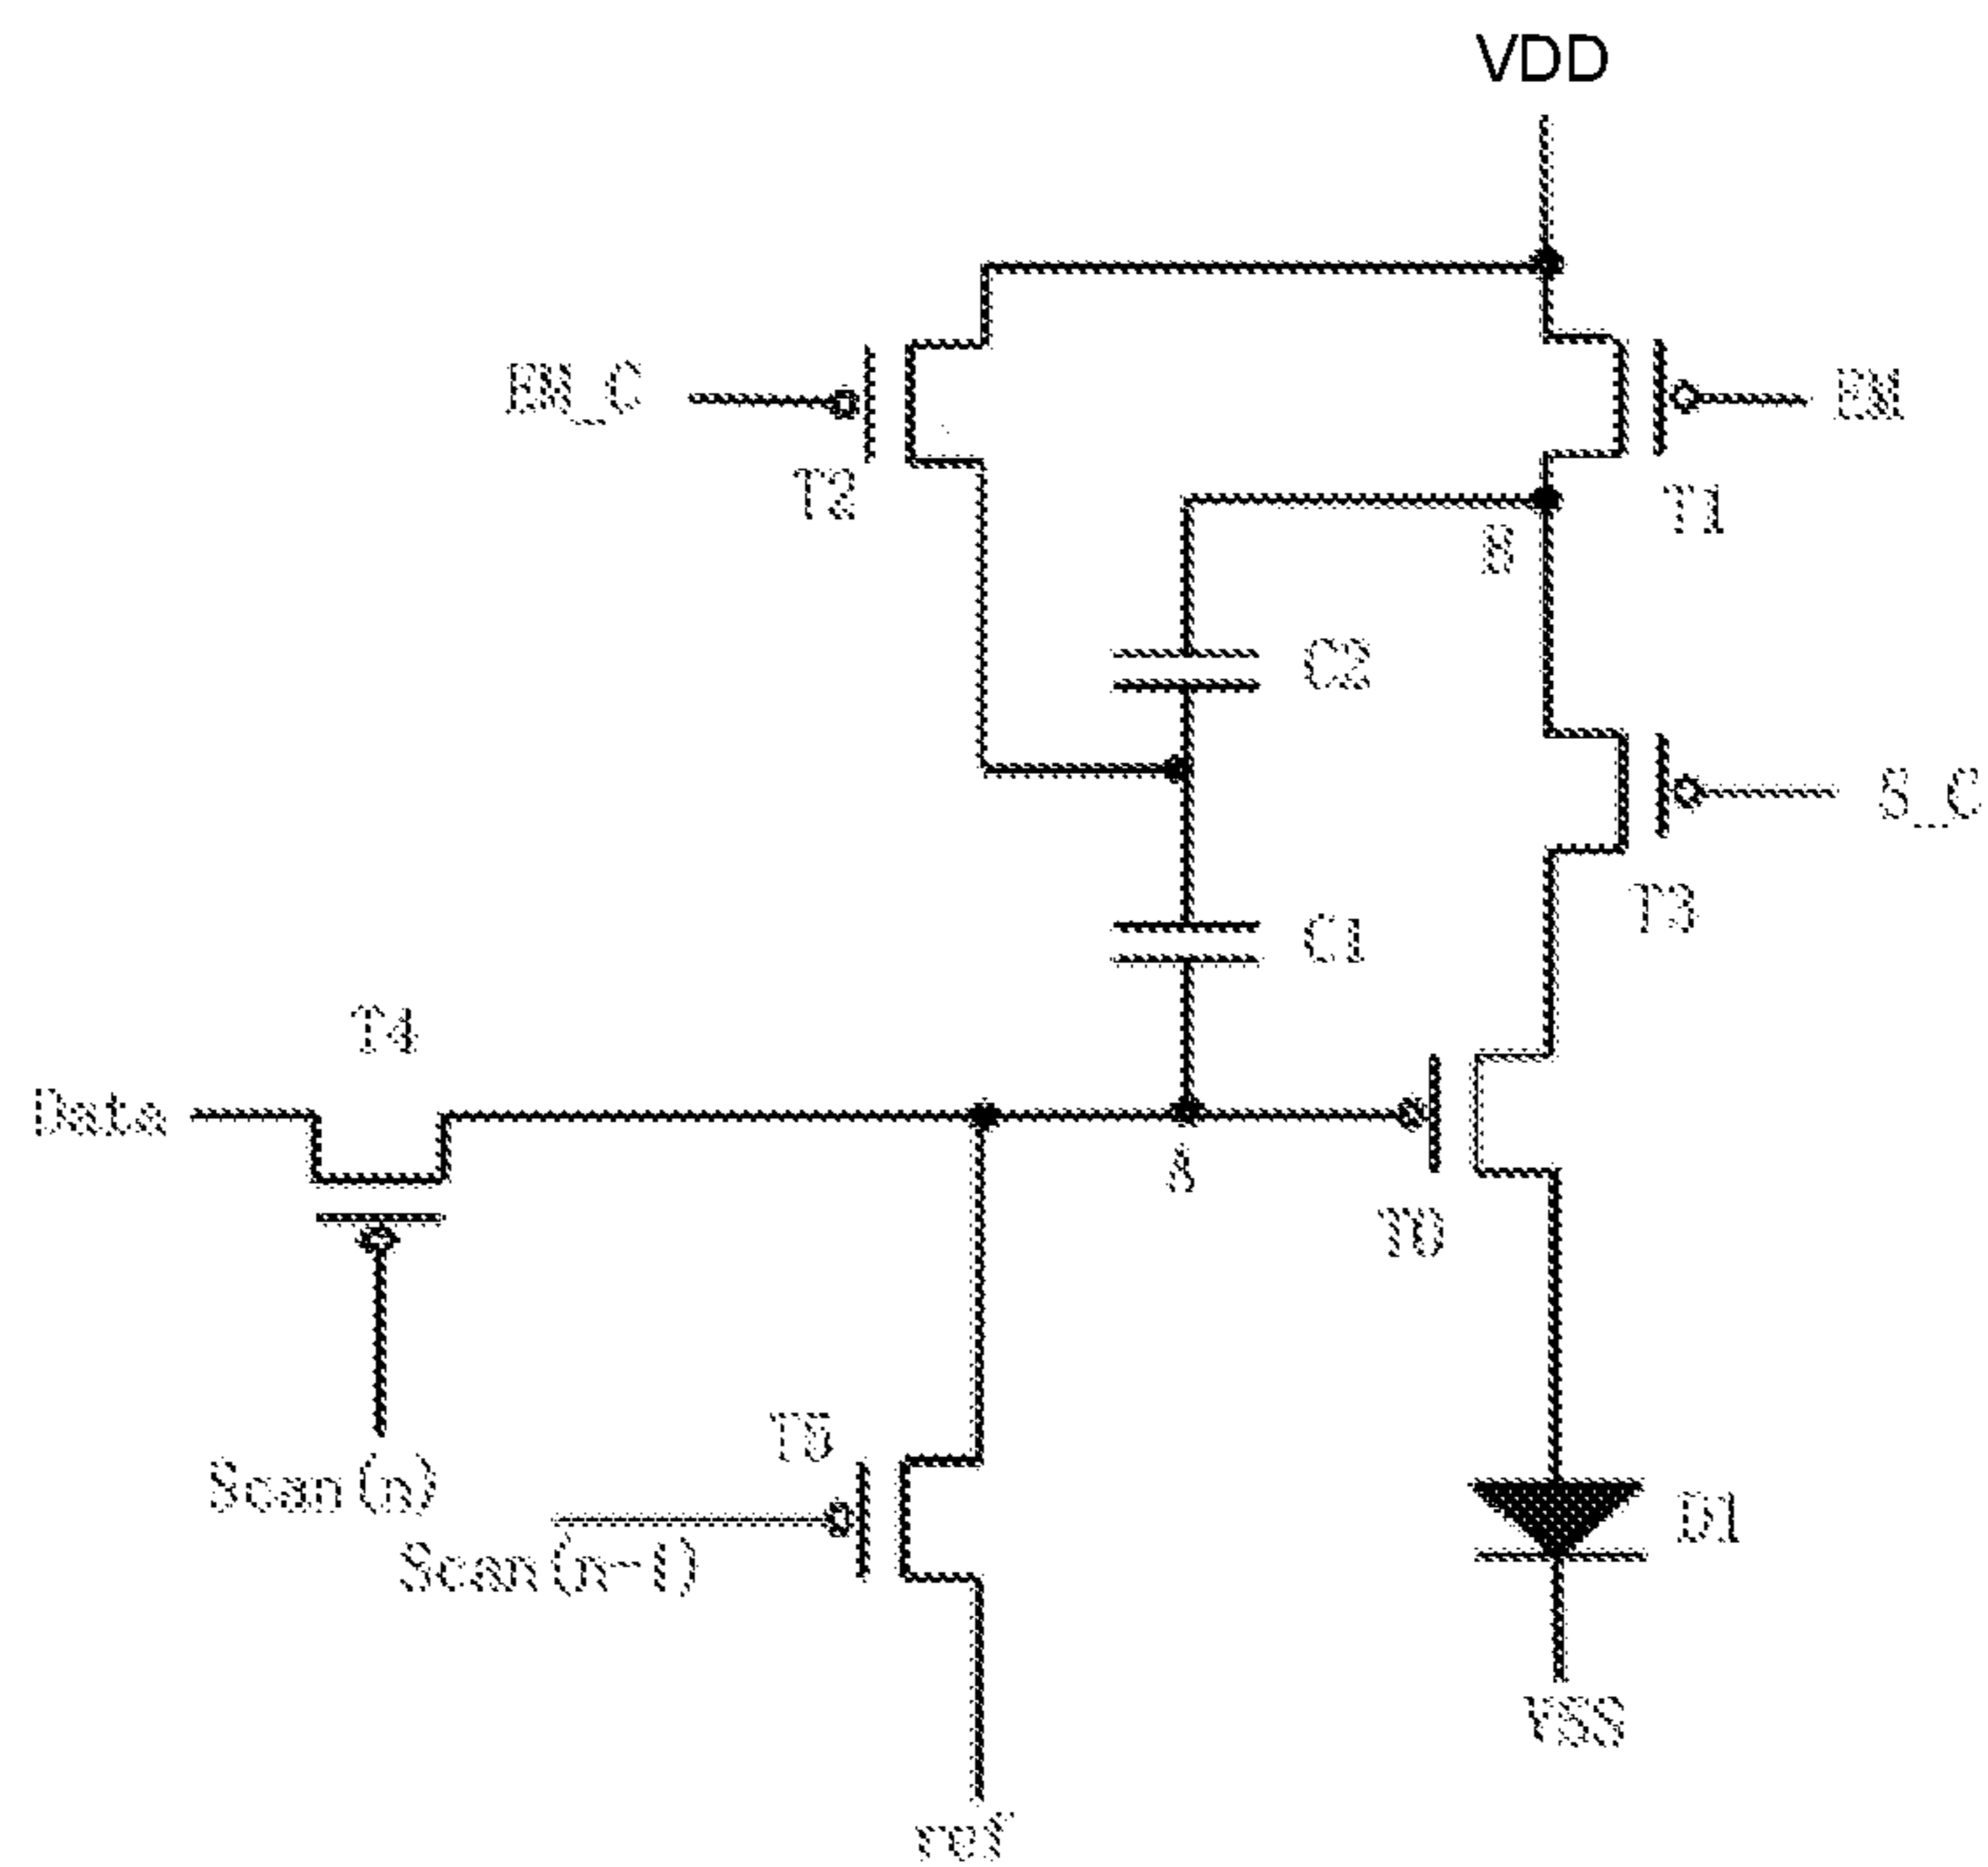 VDD
EM_C
EM
T2
T1
C2
S_C
T3
C1
T4
Data
A
T0
T5
D1
Scan(n)
Scan(n-1)
VSS
ref